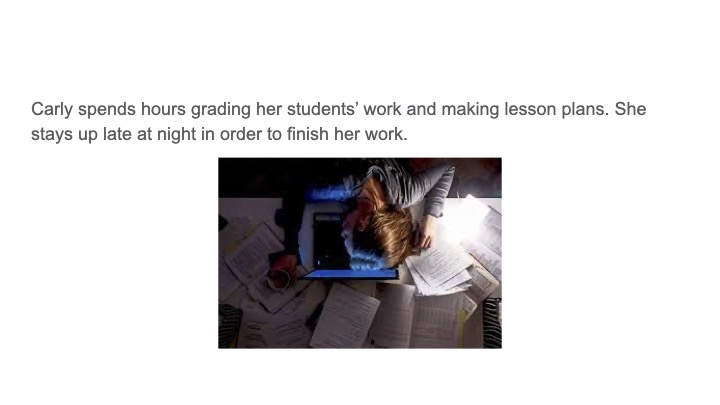 Carly spends hours grading her students’ work and making lesson plans. She
stays up late at night in order to finish her work.